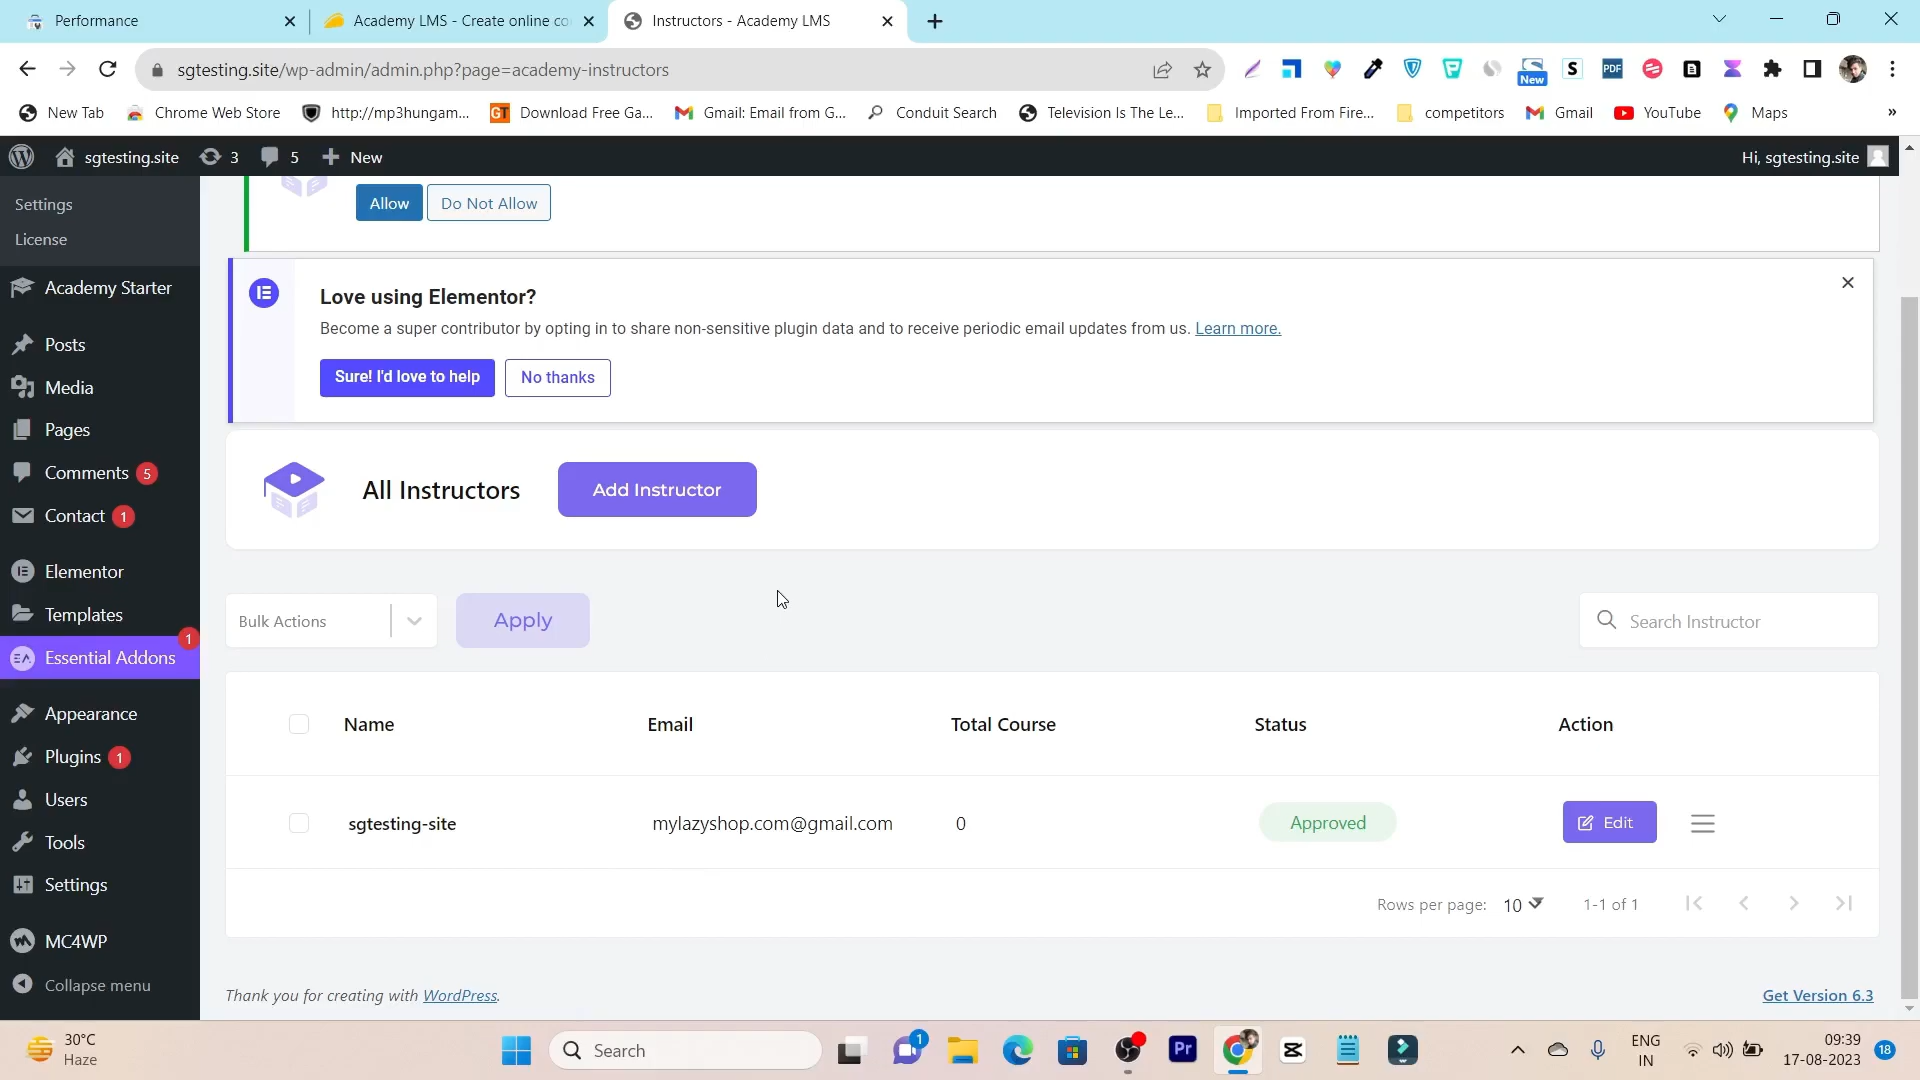 Performance
Academy LMS - Create online co
Instructors - Academy LMS
sgtesting.site/wp-admin/admin.php?page=academy-instructors
New
New Tab
Chrome Web Store
http://mp3hungam...
Download Free Ga...
Gmail: Email from G...
Conduit Search
Television Is The Le...
Imported From Fire...
competitors
Gmail
YouTube
Maps
sgtesting.site
3
5
New
Hi, sgtesting.site
Settings
License
Academy Starter
Posts
Media
Pages
Comments 5
Contact 1
Elementor
Templates
Essential Addons 1
Appearance
Plugins 1
Users
Tools
Settings
MC4WP
Collapse menu
Allow
Do Not Allow
Love using Elementor?
Become a super contributor by opting in to share non-sensitive plugin data and to receive periodic email updates from us. Learn more.
Sure! I'd love to help
No thanks
All Instructors
Add Instructor
Bulk Actions
Apply
Search Instructor
Name Email Total Course Status Action
sgtesting-site mylazyshop.com@gmail.com 0 Approved Edit
Rows per page: 10 1-1 of 1
Thank you for creating with WordPress.
Get Version 6.3
30°C
Haze
Search
1
Pr
ENG
IN
09:39
17-08-2023
18